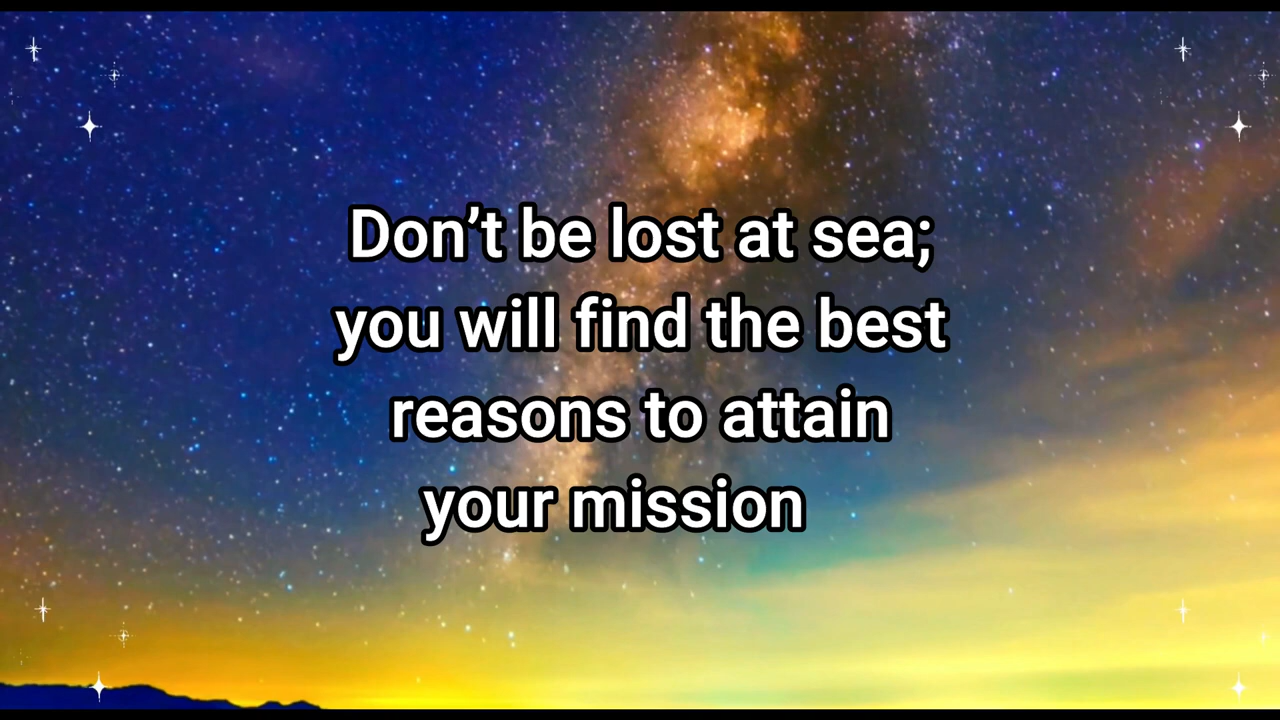 Don’t be lost at sea;
you will find the best
reasons to attain
your mission